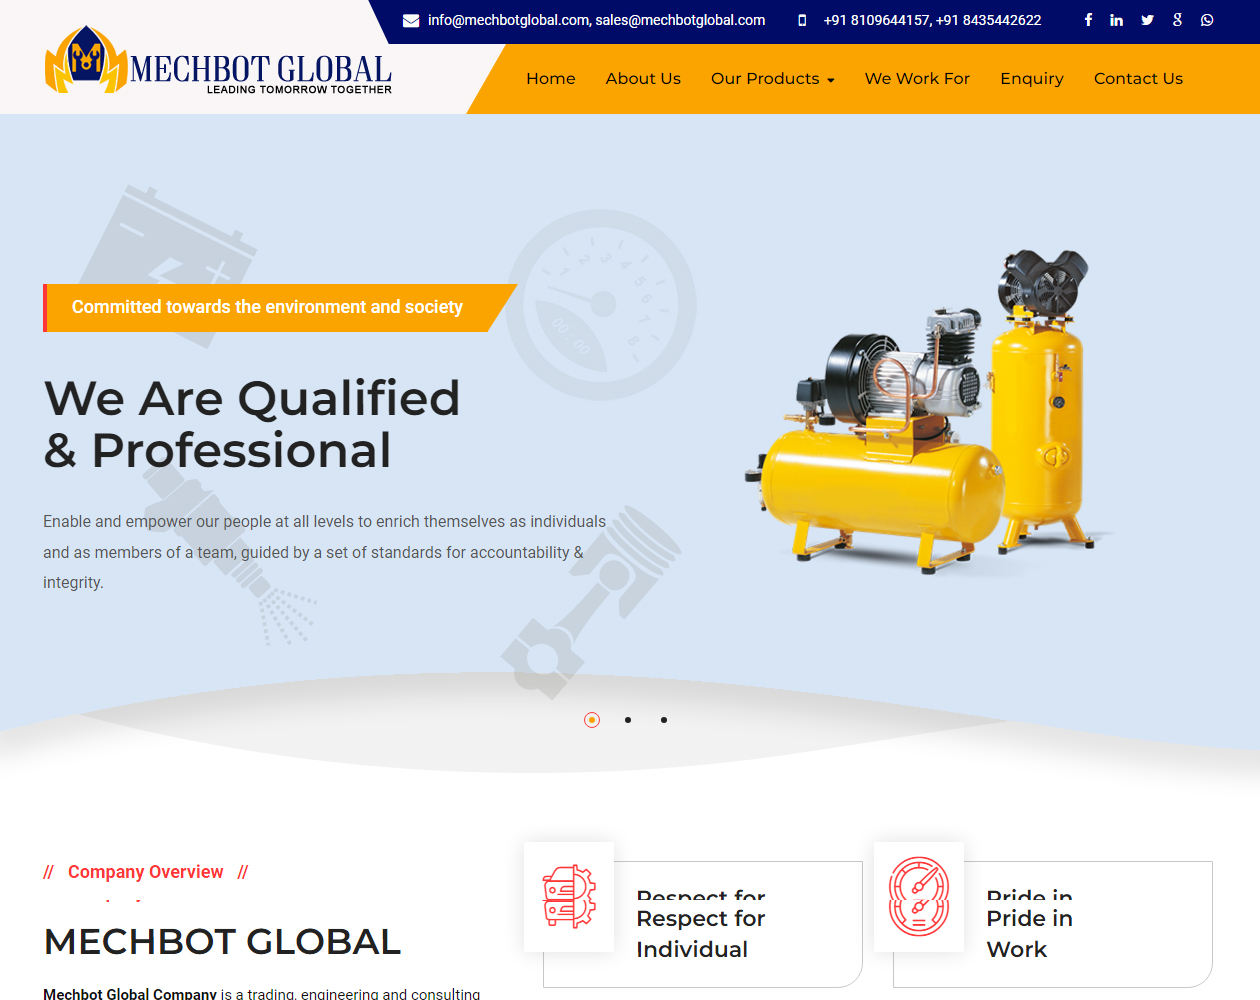 info@mechbotglobal.com, sales@mechbotglobal.com
+91 8109644157, +91 8435442622
MECHBOT GLOBAL
LEADING TOMORROW TOGETHER
Home
About Us
Our Products
We Work For
Enquiry
Contact Us
Committed towards the environment and society
We Are Qualified
& Professional
Enable and empower our people at all levels to enrich themselves as individuals
and as members of a team, guided by a set of standards for accountability &
integrity.
// Company Overview //
MECHBOT GLOBAL
Mechbot Global Company is a trading, engineering and consulting
Respect for
Respect for
Individual
Pride in
Pride in
Work